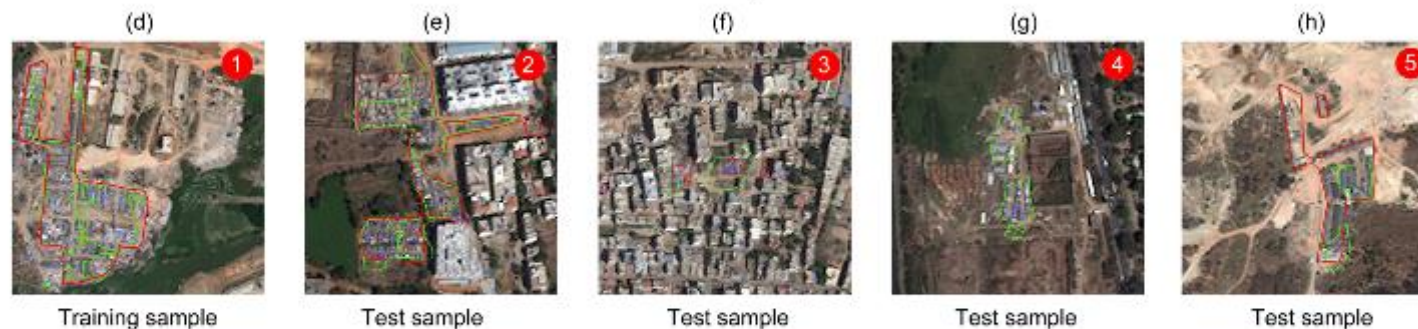 (d) (e) (f) (g) (h)
1 2 3 4 5
Training sample Test sample Test sample Test sample Test sample